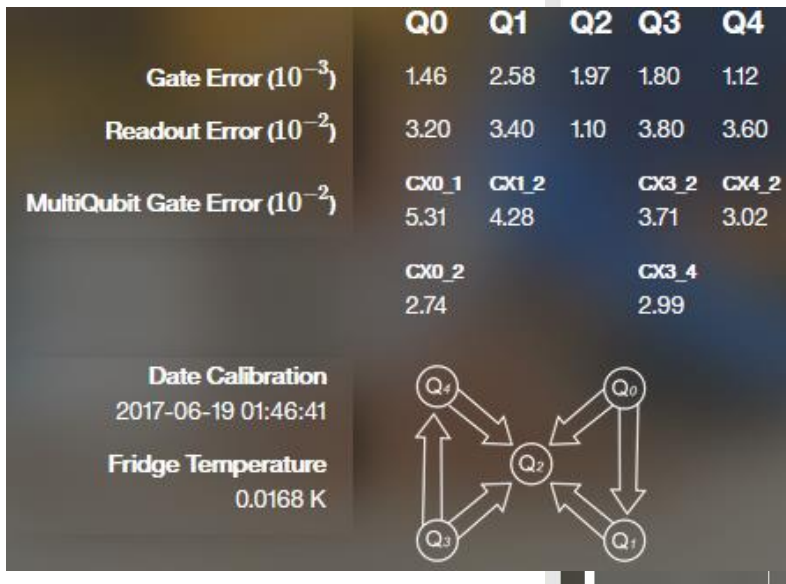 Q0 Q1 Q2 Q3 Q4
Gate Error (10⁻³) 1.46 2.58 1.97 1.80 1.12
Readout Error (10⁻²) 3.20 3.40 1.10 3.80 3.60
CX0_1 CX1_2 CX3_2 CX4_2
MultiQubit Gate Error (10⁻²) 5.31 4.28 3.71 3.02
CX0_2 CX3_4
2.74 2.99
Date Calibration
2017-06-19 01:46:41
Fridge Temperature
0.0168 K
Q₄ Q₀
Q₂
Q₃ Q₁